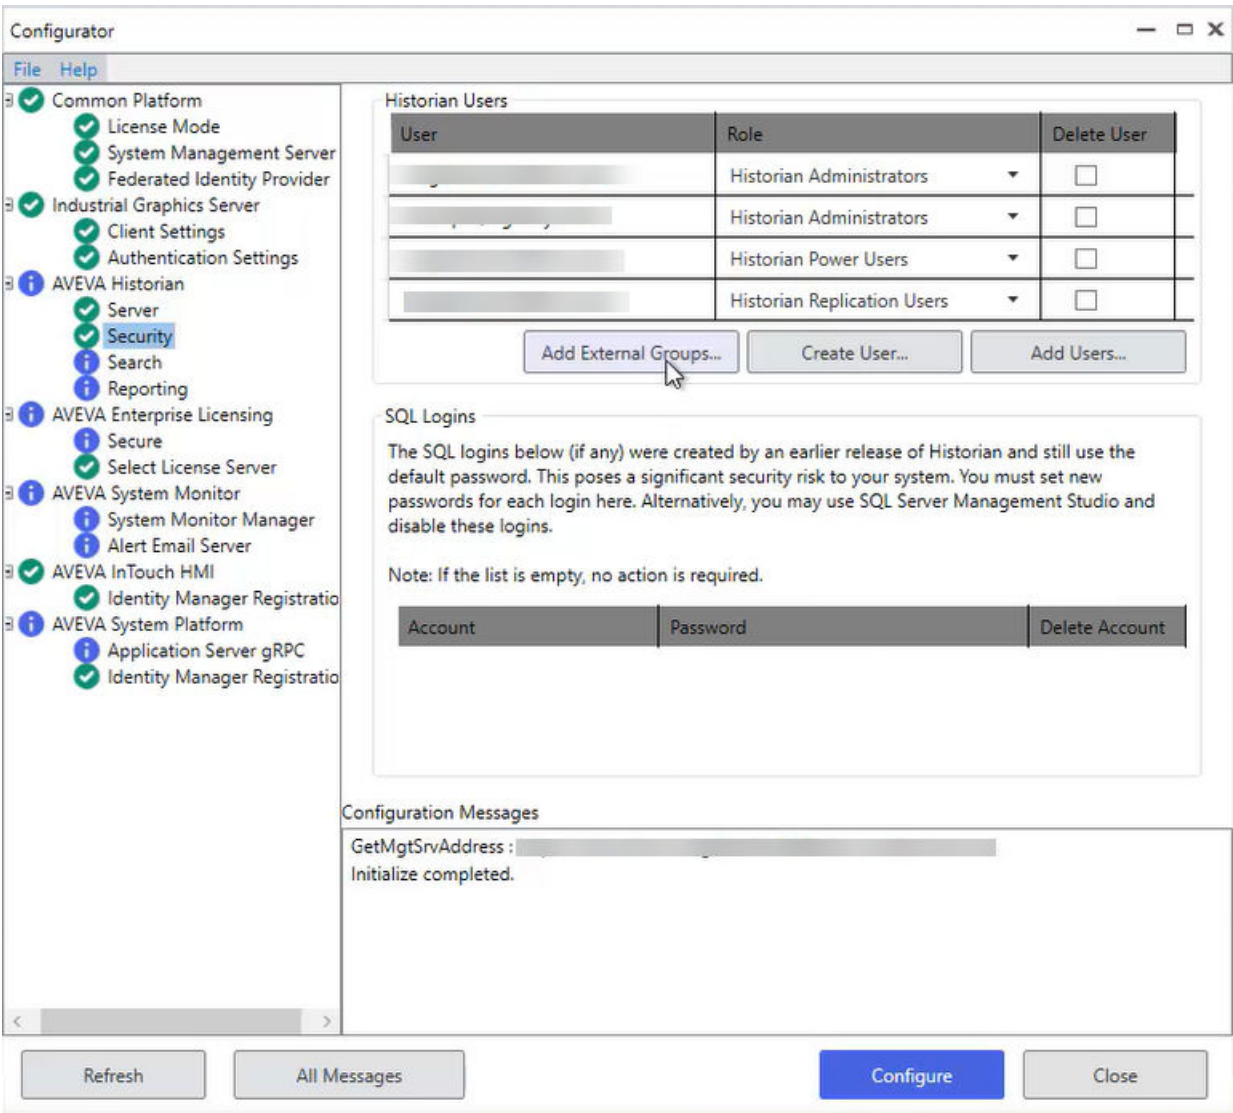 Configurator
File Help
Common Platform
License Mode
System Management Server
Federated Identity Provider
Industrial Graphics Server
Client Settings
Authentication Settings
AVEVA Historian
Server
Security
Search
Reporting
AVEVA Enterprise Licensing
Secure
Select License Server
AVEVA System Monitor
System Monitor Manager
Alert Email Server
AVEVA InTouch HMI
Identity Manager Registratio
AVEVA System Platform
Application Server gRPC
Identity Manager Registratio
Historian Users
User Role Delete User
Historian Administrators
Historian Administrators
Historian Power Users
Historian Replication Users
Add External Groups... Create User... Add Users...
SQL Logins
The SQL logins below (if any) were created by an earlier release of Historian and still use the
default password. This poses a significant security risk to your system. You must set new
passwords for each login here. Alternatively, you may use SQL Server Management Studio and
disable these logins.
Note: If the list is empty, no action is required.
Account Password Delete Account
Configuration Messages
GetMgtSrvAddress :
Initialize completed.
Refresh All Messages Configure Close